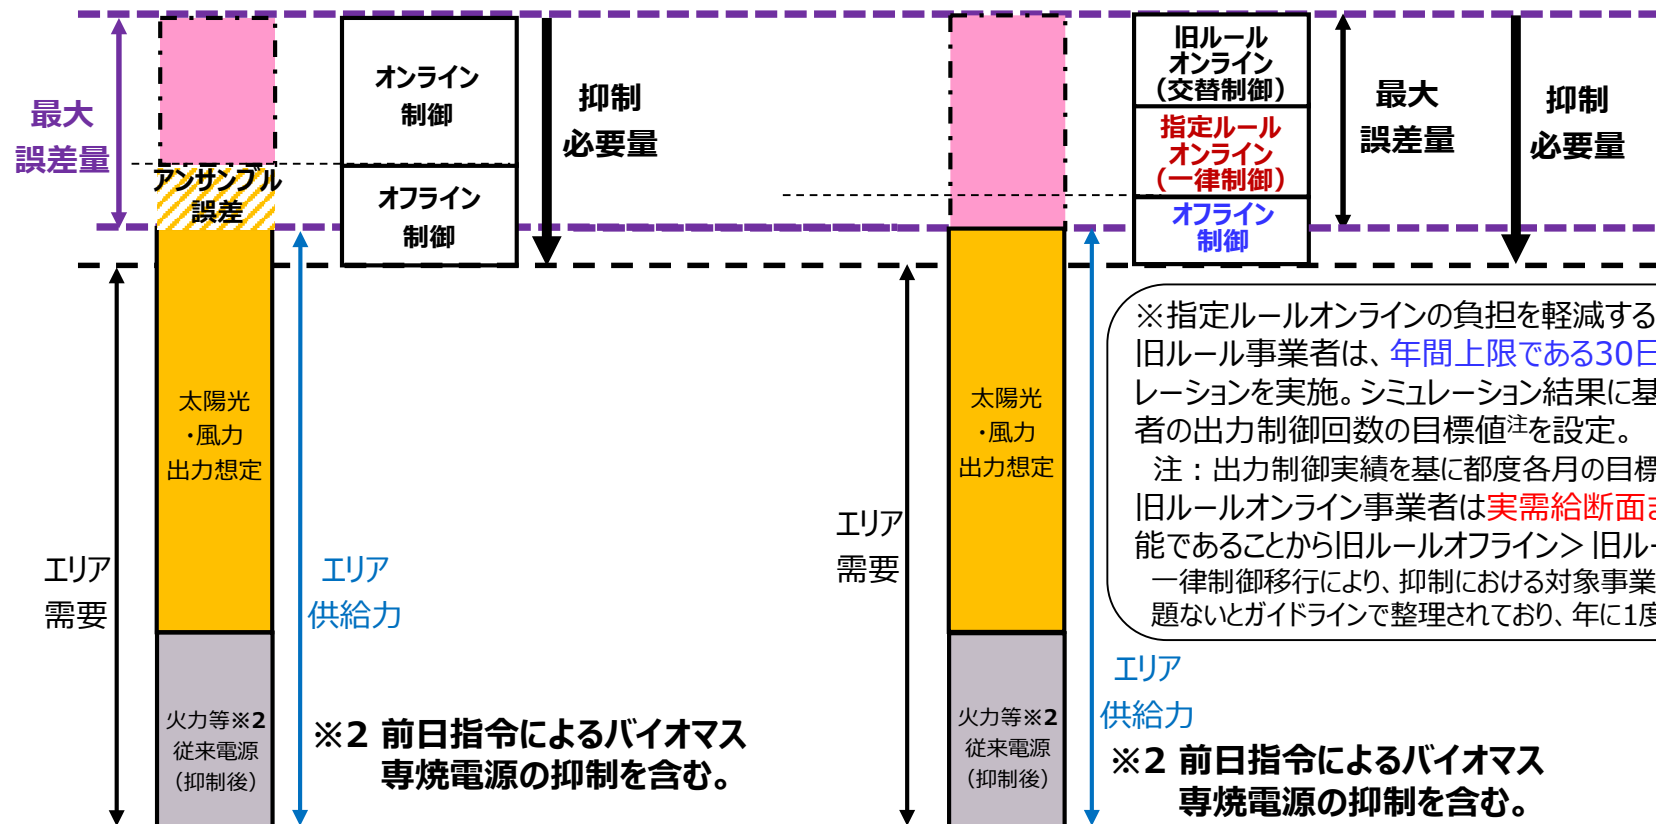 最大
誤差量
アンサンブル
誤差
オンライン
制御
オフライン
制御
抑制
必要量
太陽光
・風力
出力想定
エリア
需要
エリア
供給力
火力等※2
従来電源
（抑制後）
※2 前日指令によるバイオマス
専焼電源の抑制を含む。
旧ルール
オンライン
（交替制御）
指定ルール
オンライン
（一律制御）
オフライン
制御
最大
誤差量
抑制
必要量
太陽光
・風力
出力想定
エリア
需要
エリア
供給力
火力等※2
従来電源
（抑制後）
※2 前日指令によるバイオマス
専焼電源の抑制を含む。
※指定ルールオンラインの負担を軽減する
旧ルール事業者は、年間上限である30日
レーションを実施。シミュレーション結果に基
者の出力制御回数の目標値注を設定。
注：出力制御実績を基に都度各月の目標
旧ルールオンライン事業者は実需給断面ま
能であることから旧ルールオフライン＞旧ルー
一律制御移行により、抑制における対象事業
題ないとガイドラインで整理されており、年に1度